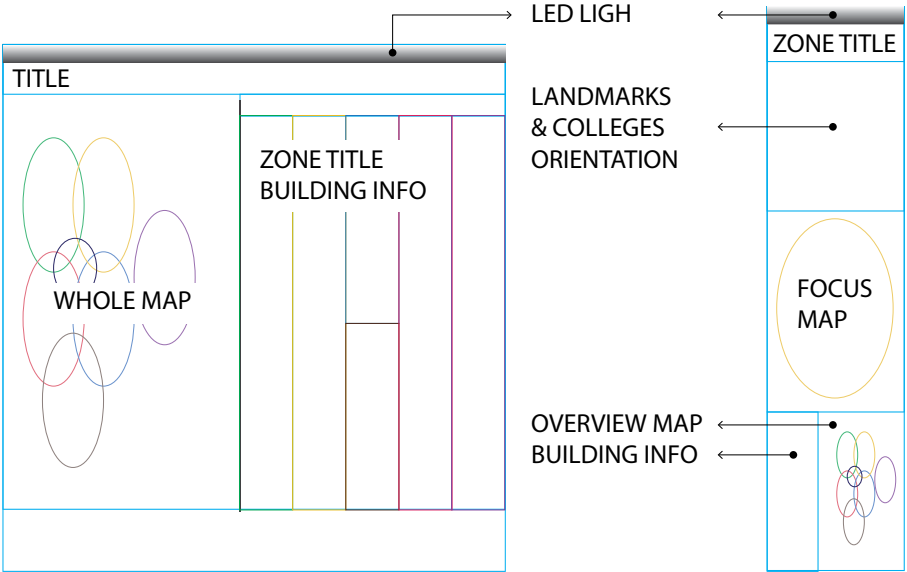 LED LIGH
TITLE
ZONE TITLE
BUILDING INFO
WHOLE MAP
LANDMARKS
& COLLEGES
ORIENTATION
OVERVIEW MAP
BUILDING INFO
ZONE TITLE
FOCUS
MAP